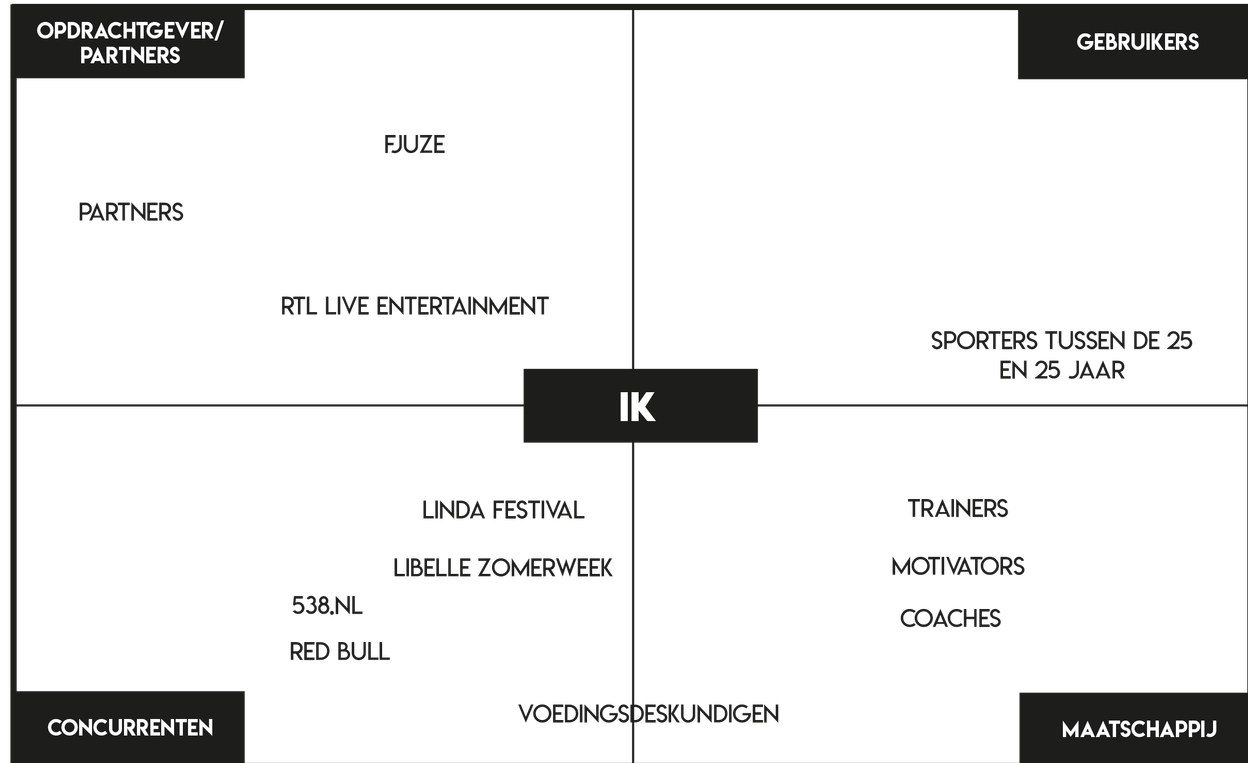 OPDRACHTGEVER/
PARTNERS
GEBRUIKERS
FJUZE
PARTNERS
RTL LIVE ENTERTAINMENT
SPORTERS TUSSEN DE 25
EN 25 JAAR
IK
LINDA FESTIVAL
LIBELLE ZOMERWEEK
538.NL
RED BULL
TRAINERS
MOTIVATORS
COACHES
VOEDINGSDESKUNDIGEN
CONCURRENTEN
MAATSCHAPPIJ